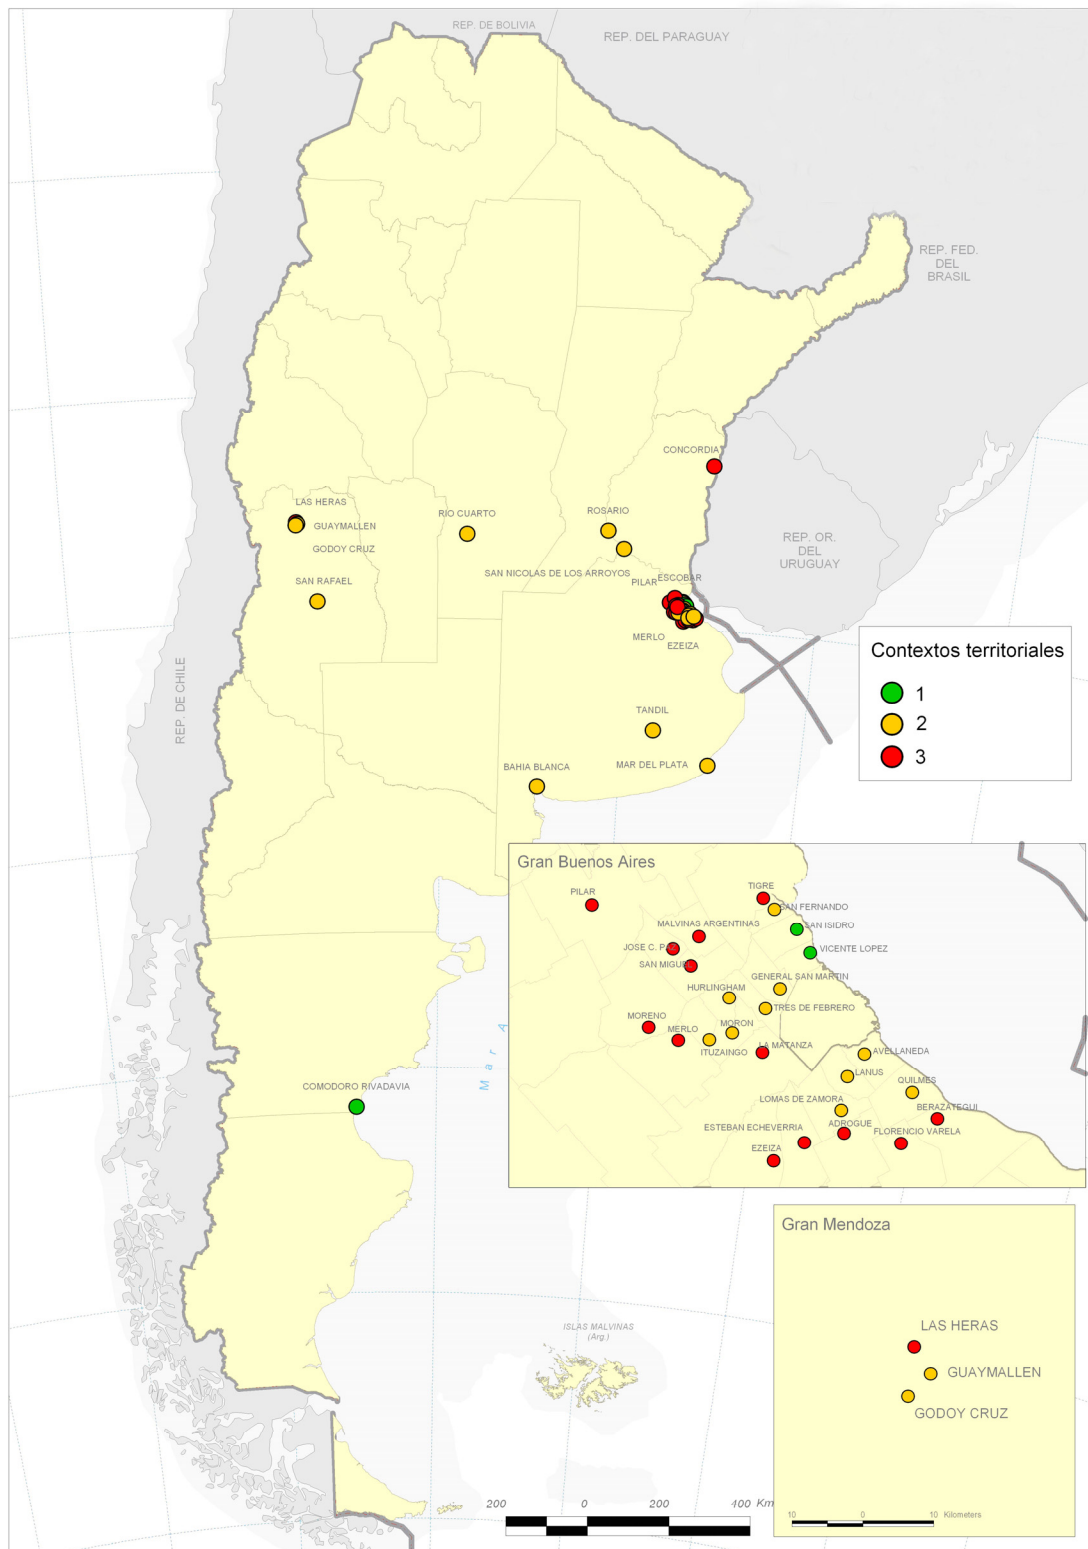 REP. DE BOLIVIA
REP. DEL PARAGUAY
REP. FED.
DEL
BRASIL
CONCORDIA
LAS HERAS
GUAYMALLEN
GODOY CRUZ
RIO CUARTO
ROSARIO
REP. OR.
DEL
URUGUAY
SAN NICOLAS DE LOS ARROYOS
ESCOBAR
PILAR
SAN RAFAEL
MERLO
EZEIZA
REP. DE CHILE
Contextos territoriales
1
2
3
TANDIL
MAR DEL PLATA
BAHIA BLANCA
Gran Buenos Aires
PILAR
TIGRE
SAN FERNANDO
MALVINAS ARGENTINAS
SAN ISIDRO
JOSE C. PAZ
VICENTE LOPEZ
SAN MIGUEL
GENERAL SAN MARTIN
HURLINGHAM
TRES DE FEBRERO
MORENO
MERLO
MORON
ITUZAINGO
LA MATANZA
AVELLANEDA
LANUS
QUILMES
LOMAS DE ZAMORA
BERAZATEGUI
ADROGUE
ESTEBAN ECHEVERRIA
FLORENCIO VARELA
EZEIZA
Mar A
COMODORO RIVADAVIA
Gran Mendoza
LAS HERAS
GUAYMALLEN
GODOY CRUZ
10 0 10 Kilometers
ISLAS MALVINAS
(Arg.)
200 0 200 400 Km